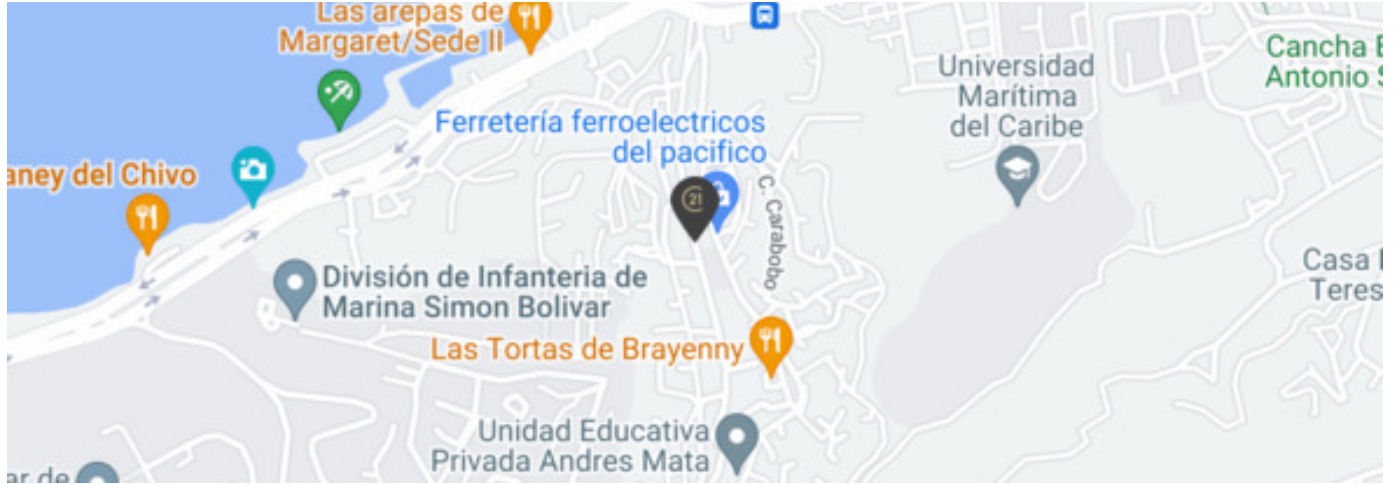 Las arepas de
Margaret/Sede II
Universidad
Marítima
del Caribe
Cancha
Antonio
Ferretería ferroelectricos
del pacifico
aney del Chivo
21
C. Carabobo
División de Infanteria de
Marina Simon Bolivar
Casa
Teres
Las Tortas de Brayenny
Unidad Educativa
Privada Andres Mata
ar de